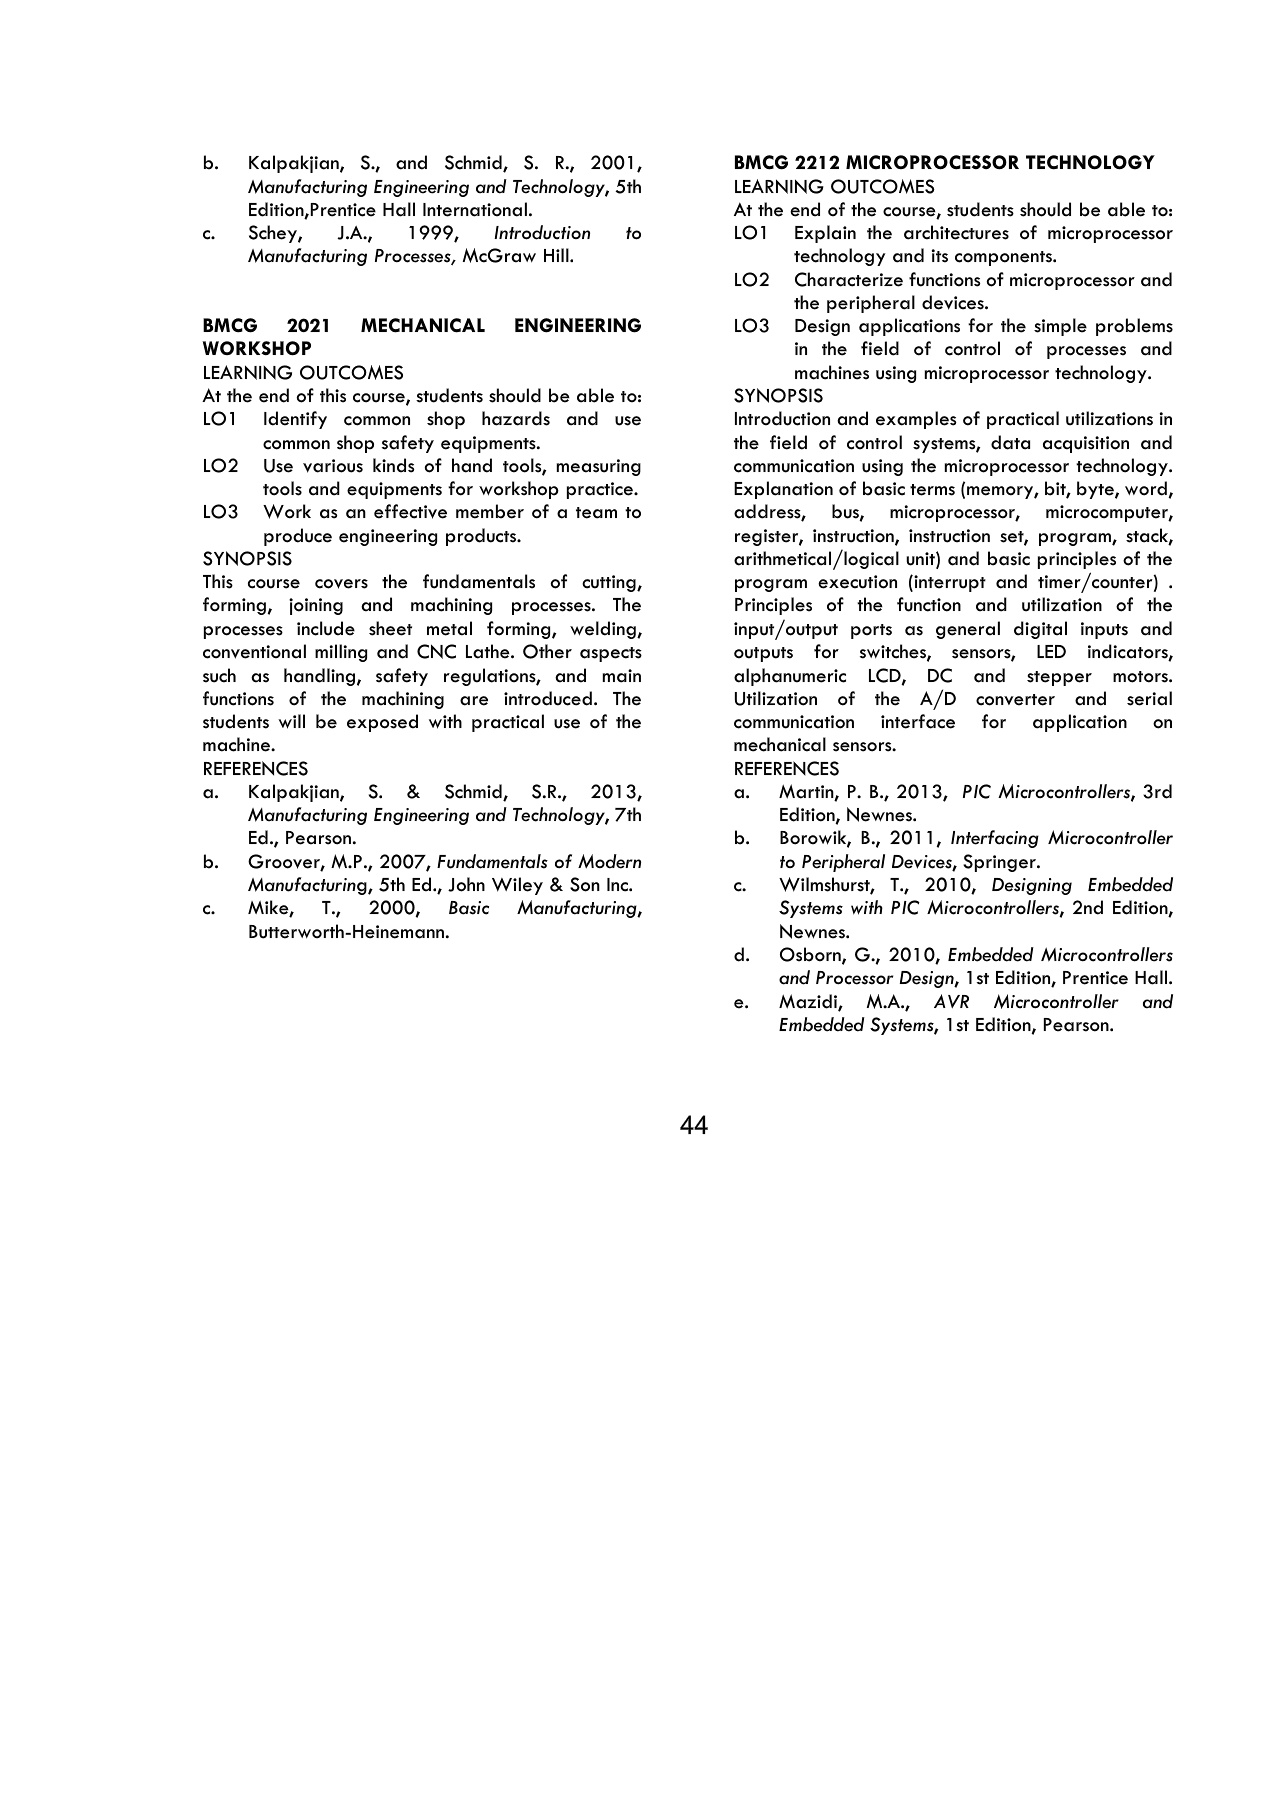 b. Kalpakjian, S., and Schmid, S. R., 2001,
Manufacturing Engineering and Technology, 5th
Edition,Prentice Hall International.
c. Schey, J.A., 1999, Introduction to
Manufacturing Processes, McGraw Hill.
BMCG 2021 MECHANICAL ENGINEERING
WORKSHOP
LEARNING OUTCOMES
At the end of this course, students should be able to:
LO1 Identify common shop hazards and use
common shop safety equipments.
LO2 Use various kinds of hand tools, measuring
tools and equipments for workshop practice.
LO3 Work as an effective member of a team to
produce engineering products.
SYNOPSIS
This course covers the fundamentals of cutting,
forming, joining and machining processes. The
processes include sheet metal forming, welding,
conventional milling and CNC Lathe. Other aspects
such as handling, safety regulations, and main
functions of the machining are introduced. The
students will be exposed with practical use of the
machine.
REFERENCES
a. Kalpakjian, S. & Schmid, S.R., 2013,
Manufacturing Engineering and Technology, 7th
Ed., Pearson.
b. Groover, M.P., 2007, Fundamentals of Modern
Manufacturing, 5th Ed., John Wiley & Son Inc.
c. Mike, T., 2000, Basic Manufacturing,
Butterworth-Heinemann.
BMCG 2212 MICROPROCESSOR TECHNOLOGY
LEARNING OUTCOMES
At the end of the course, students should be able to:
LO1 Explain the architectures of microprocessor
technology and its components.
LO2 Characterize functions of microprocessor and
the peripheral devices.
LO3 Design applications for the simple problems
in the field of control of processes and
machines using microprocessor technology.
SYNOPSIS
Introduction and examples of practical utilizations in
the field of control systems, data acquisition and
communication using the microprocessor technology.
Explanation of basic terms (memory, bit, byte, word,
address, bus, microprocessor, microcomputer,
register, instruction, instruction set, program, stack,
arithmetical/logical unit) and basic principles of the
program execution (interrupt and timer/counter) .
Principles of the function and utilization of the
input/output ports as general digital inputs and
outputs for switches, sensors, LED indicators,
alphanumeric LCD, DC and stepper motors.
Utilization of the A/D converter and serial
communication interface for application on
mechanical sensors.
REFERENCES
a. Martin, P. B., 2013, PIC Microcontrollers, 3rd
Edition, Newnes.
b. Borowik, B., 2011, Interfacing Microcontroller
to Peripheral Devices, Springer.
c. Wilmshurst, T., 2010, Designing Embedded
Systems with PIC Microcontrollers, 2nd Edition,
Newnes.
d. Osborn, G., 2010, Embedded Microcontrollers
and Processor Design, 1st Edition, Prentice Hall.
e. Mazidi, M.A., AVR Microcontroller and
Embedded Systems, 1st Edition, Pearson.
44